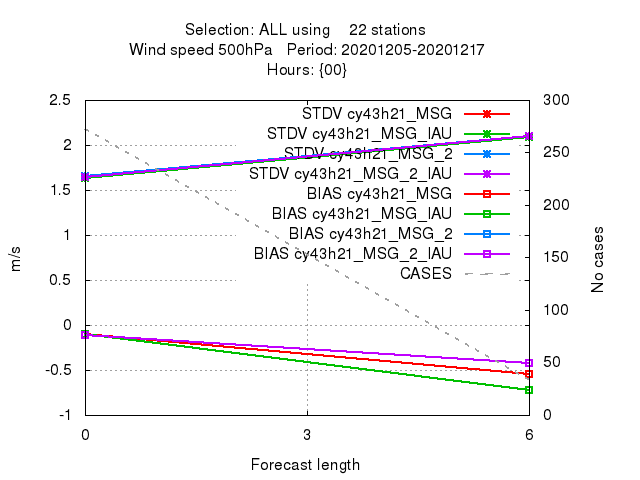 Selection: ALL using 22 stations
Wind speed 500hPa Period: 20201205-20201217
Hours: {00}
2.5
2
1.5
1
0.5
0
-0.5
-1
m/s
STDV cy43h21_MSG
STDV cy43h21_MSG_IAU
STDV cy43h21_MSG_2
STDV cy43h21_MSG_2_IAU
BIAS cy43h21_MSG
BIAS cy43h21_MSG_IAU
BIAS cy43h21_MSG_2
BIAS cy43h21_MSG_2_IAU
CASES
300
250
200
150
100
50
0
No cases
0 3 6
Forecast length